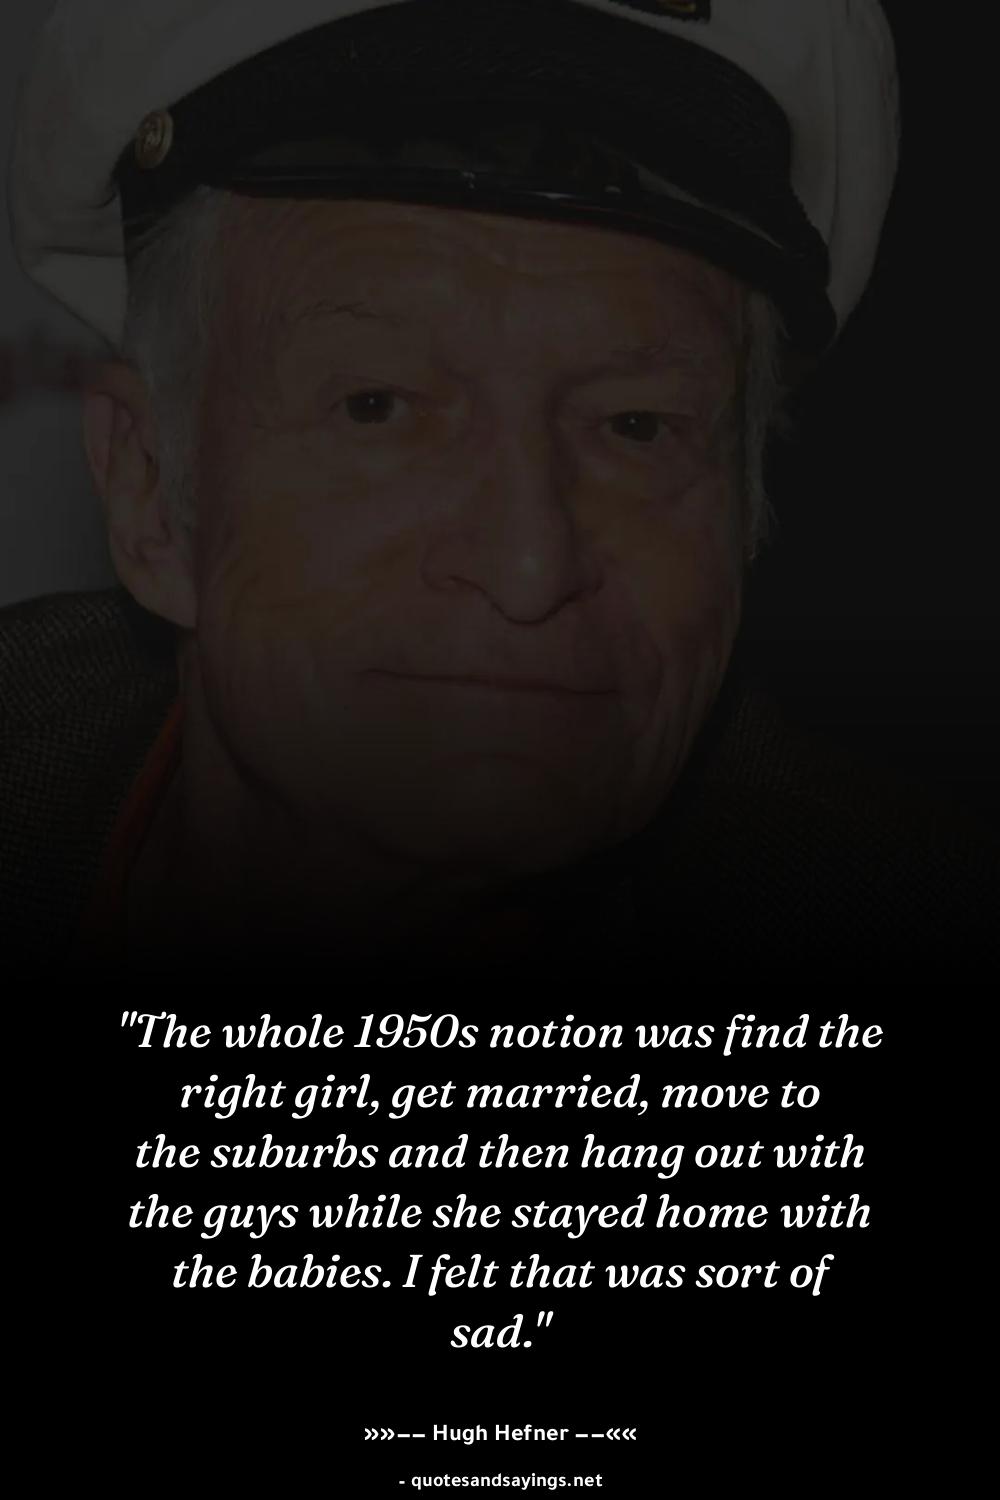 "The whole 1950s notion was find the
right girl, get married, move to
the suburbs and then hang out with
the guys while she stayed home with
the babies. I felt that was sort of
sad."
»»−− Hugh Hefner −−««
- quotesandsayings.net